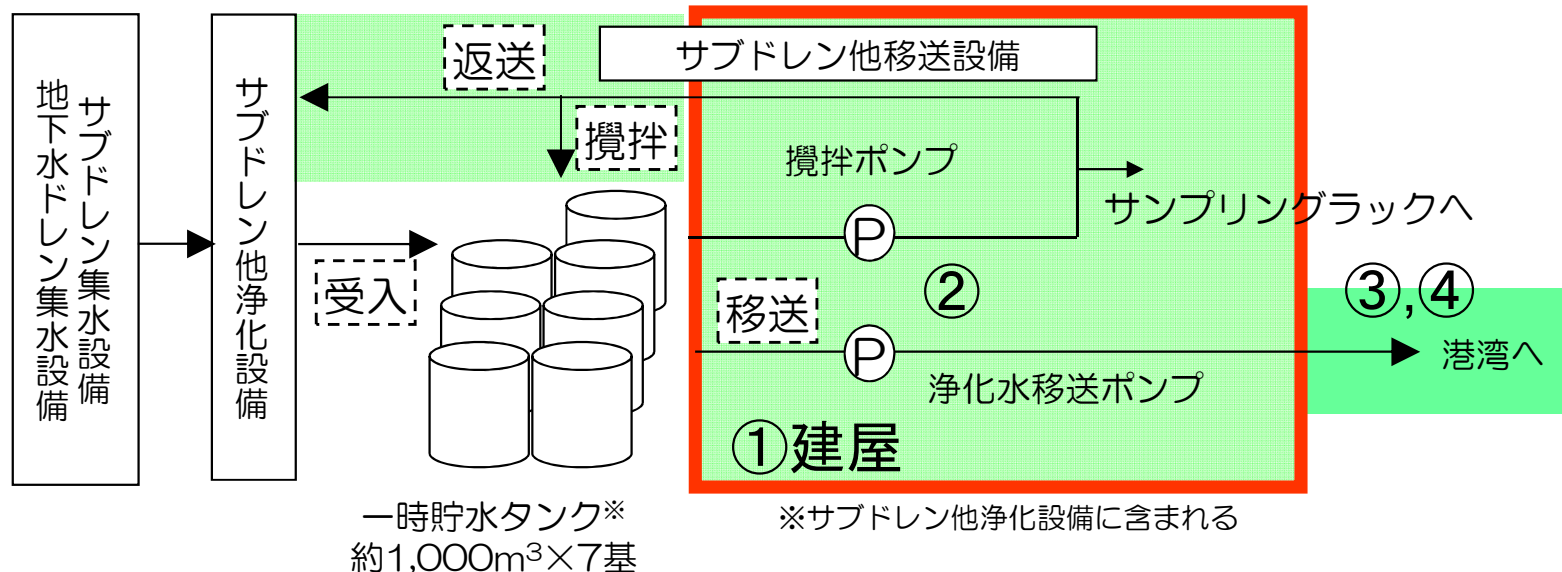 サブドレン集水設備
地下水ドレン集水設備
サブドレン他浄化設備
返送
攪拌
受入
一時貯水タンク※
約1,000m³×7基
サブドレン他移送設備
攪拌ポンプ
P
サンプリングラックへ
②
移送
P
浄化水移送ポンプ
①建屋
③,④
港湾へ
※サブドレン他浄化設備に含まれる